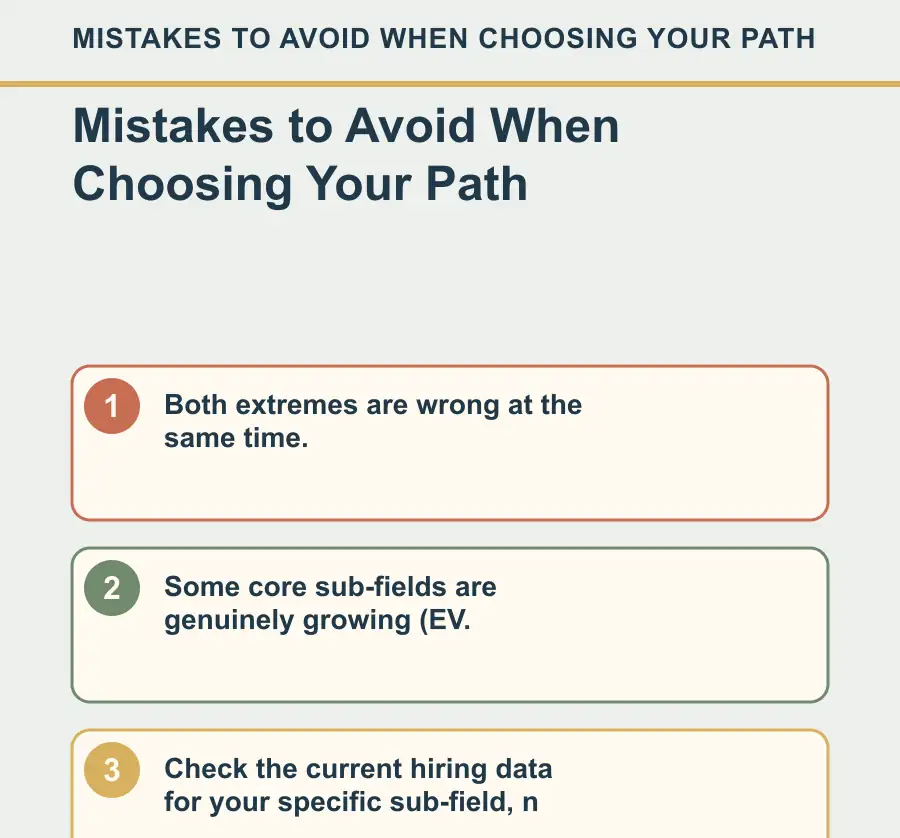 MISTAKES TO AVOID WHEN CHOOSING YOUR PATH
Mistakes to Avoid When
Choosing Your Path
1
Both extremes are wrong at the
same time.
2
Some core sub-fields are
genuinely growing (EV.
3
Check the current hiring data
for your specific sub-field, n